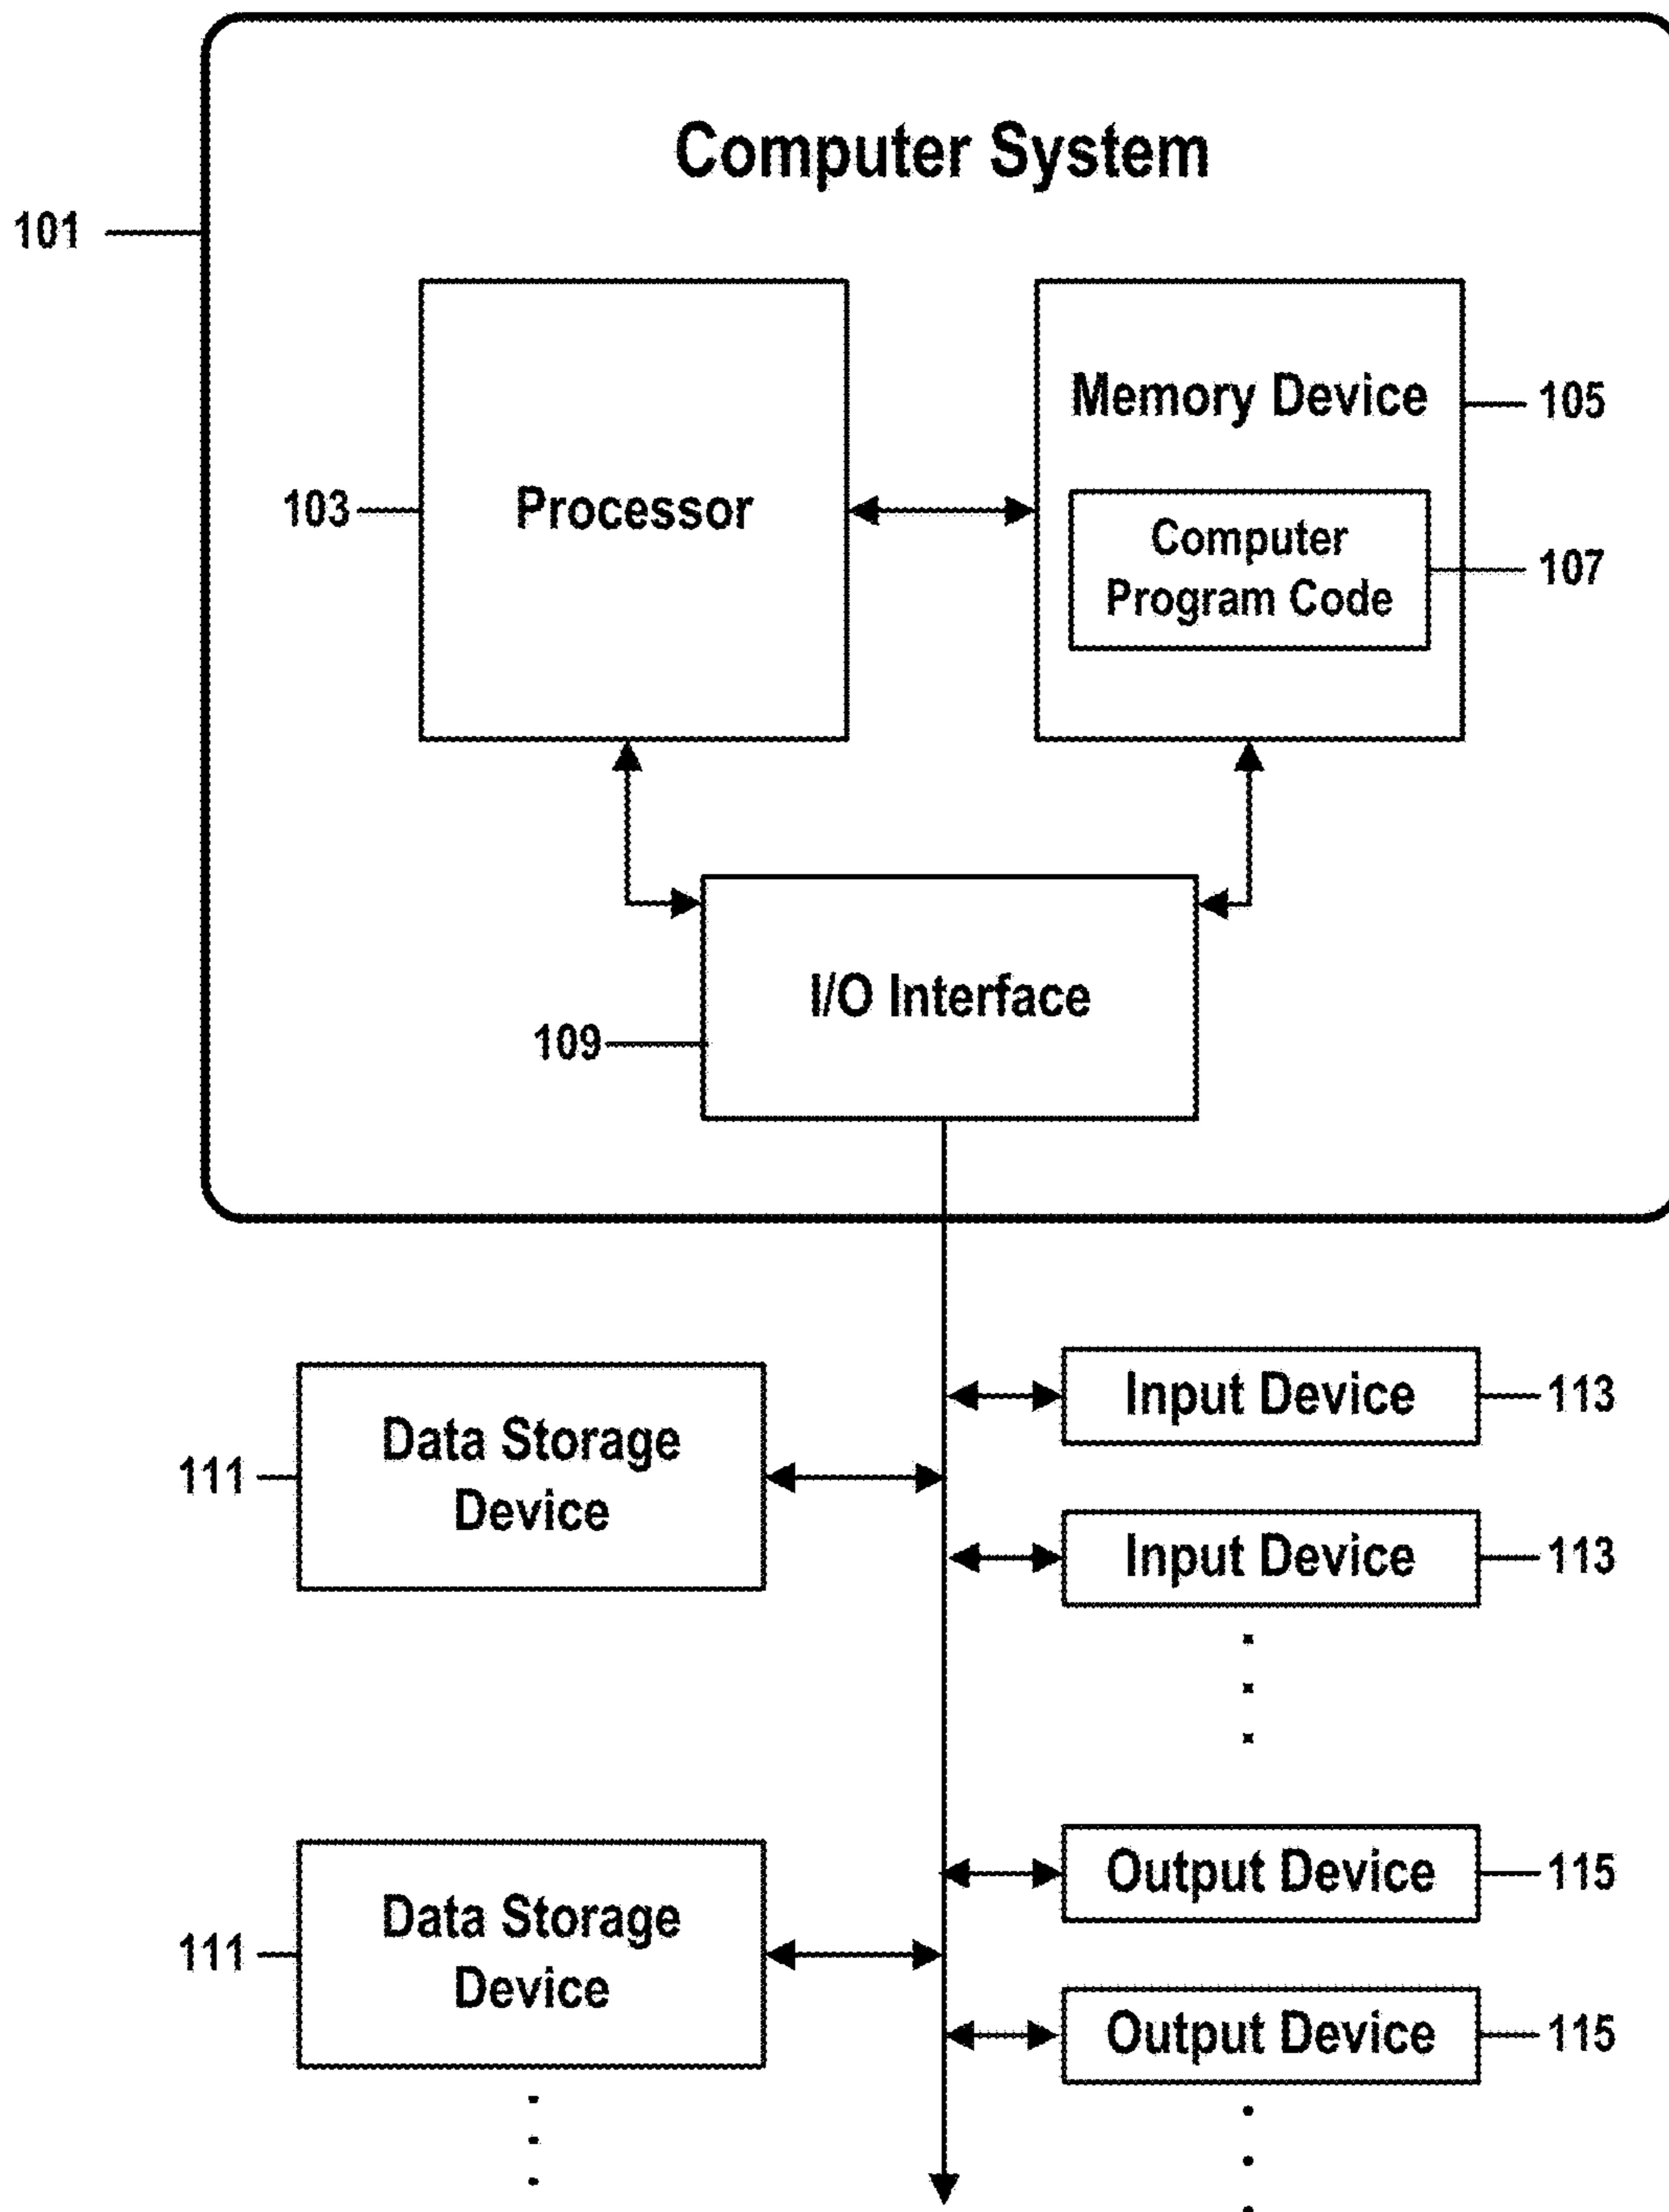 Computer System
101
Processor
103
Memory Device
105
Computer
Program Code
107
I/O Interface
109
Data Storage
Device
111
Input Device
113
Input Device
113
Data Storage
Device
111
Output Device
115
Output Device
115